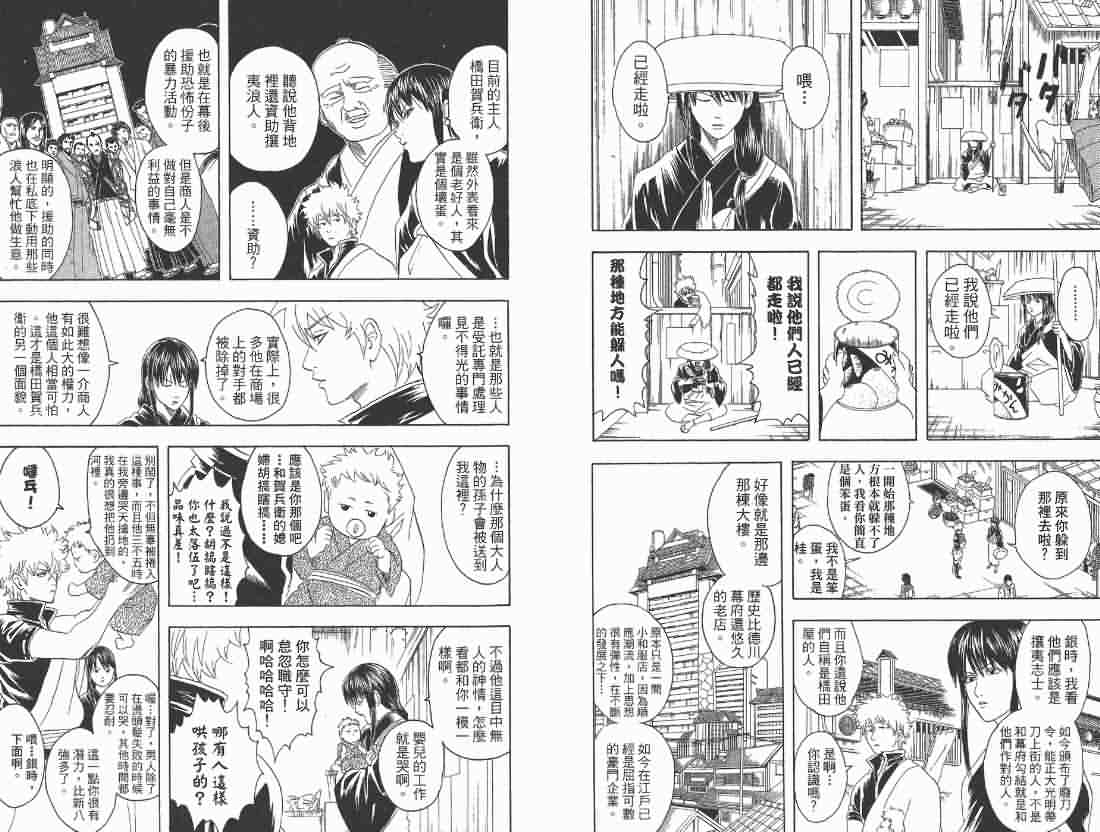 ジタ
バタ
喂…
已經走啦。
……
我說他們
已經走啦。
みかん
我說他們人已經
都走啦！
那種地方能躲人嗎！
原來你躲到
那裡去啦？
一開始那種地
方根本就躲不了
人，我看你簡直
是個笨蛋。
我不是笨
蛋，我是
桂。
好像就是那邊
那棟大樓。
歷史比德川
幕府還悠久
的老店。
原本只是一間
小和服店，因為順
應潮流，加上思想
很有彈性，在不斷
的發展之下…
如今在江戶已
經是屈指可數
的豪門企業。
銀時，我看
他們應該是
攘夷志士。
如今頒布了廢刀
令，能正大光明帶
刀上街的人，不是
和幕府勾結就是和
他們作對的人。
而且你還說他
們自稱是橋田
屋的人。
是啊。
你認識嗎？
目前的主人
橋田賀兵衛，
雖然外表看來
是個老好人，其
實是個壞蛋。
聽說他背地
裡還資助攘
夷浪人。
……資助？
也就是在幕後
援助恐怖份子
的暴力活動。
但是商人是不
做對自己毫無
利益的事情。
明顯的，援助的同時
也在私底下動用那些
浪人幫忙他做生意。
…也就是那些人
是受託專門處理
見不得光的事情
囉。
實際上，很
多他在商場
上的對手都
被除掉了。
很難想像一介商人
有如此大的權力，
他這個人相當可怕
。這才是橋田賀兵
衛的另一個面貌。
…為什麼那個大人
物的孫子會被送到
我這裡？
應該是你那個吧
…和賀兵衛的媳
婦胡搞瞎搞…
我說過不是這樣！
什麼？胡搞瞎搞？
你也太落伍了吧…
品味真差！
別鬧了，不但無事被捲入
這種事，而且他三不五時
在我旁邊哭天搶地的，
我真的很想把他扔到
河裡。
囉兵！
不過他這目中無
人的神情，怎麼
看都和你一模一
樣啊。
嬰兒的工作
就是哭啊。
你怎麼可以
怠忽職守！
啊哈哈哈哈！
哪有人這樣
哄孩子的？
喔…對了，男人除了
在邊頭駛失敗的時候
可以哭，其他時間都
要忍耐。
這一點你很有
潛力，比新八
強多了。
喂…銀時，
下面啊。